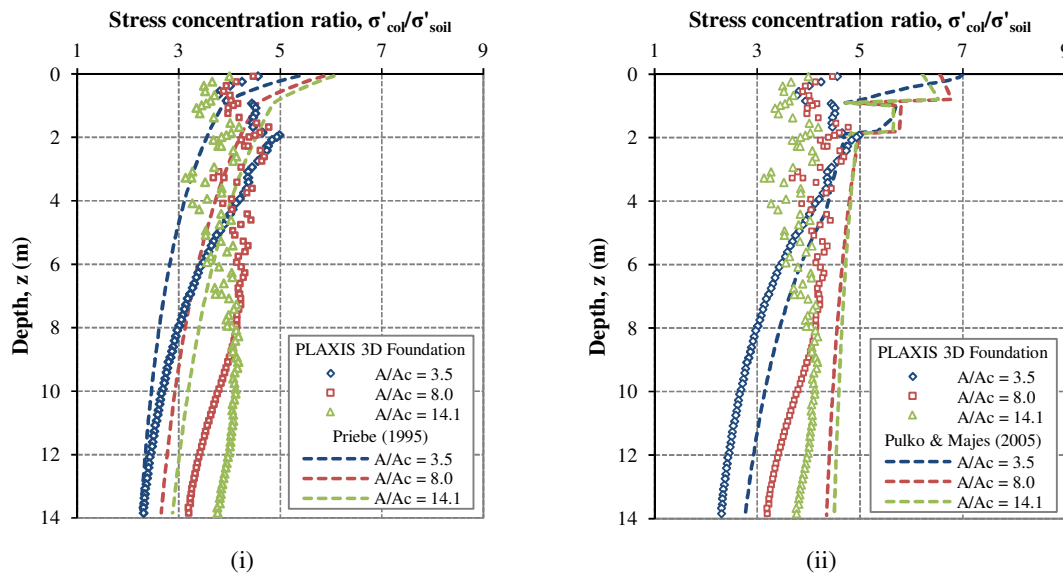 Stress concentration ratio, σ'col/σ'soil
1 3 5 7 9
0
2
4
6
8
10
12
14
Depth, z (m)
PLAXIS 3D Foundation
A/Ac = 3.5
A/Ac = 8.0
A/Ac = 14.1
Priebe (1995)
A/Ac = 3.5
A/Ac = 8.0
A/Ac = 14.1
(i)
Stress concentration ratio, σ'col/σ'soil
1 3 5 7 9
0
2
4
6
8
10
12
14
Depth, z (m)
PLAXIS 3D Foundation
A/Ac = 3.5
A/Ac = 8.0
A/Ac = 14.1
Pulko & Majes (2005)
A/Ac = 3.5
A/Ac = 8.0
A/Ac = 14.1
(ii)